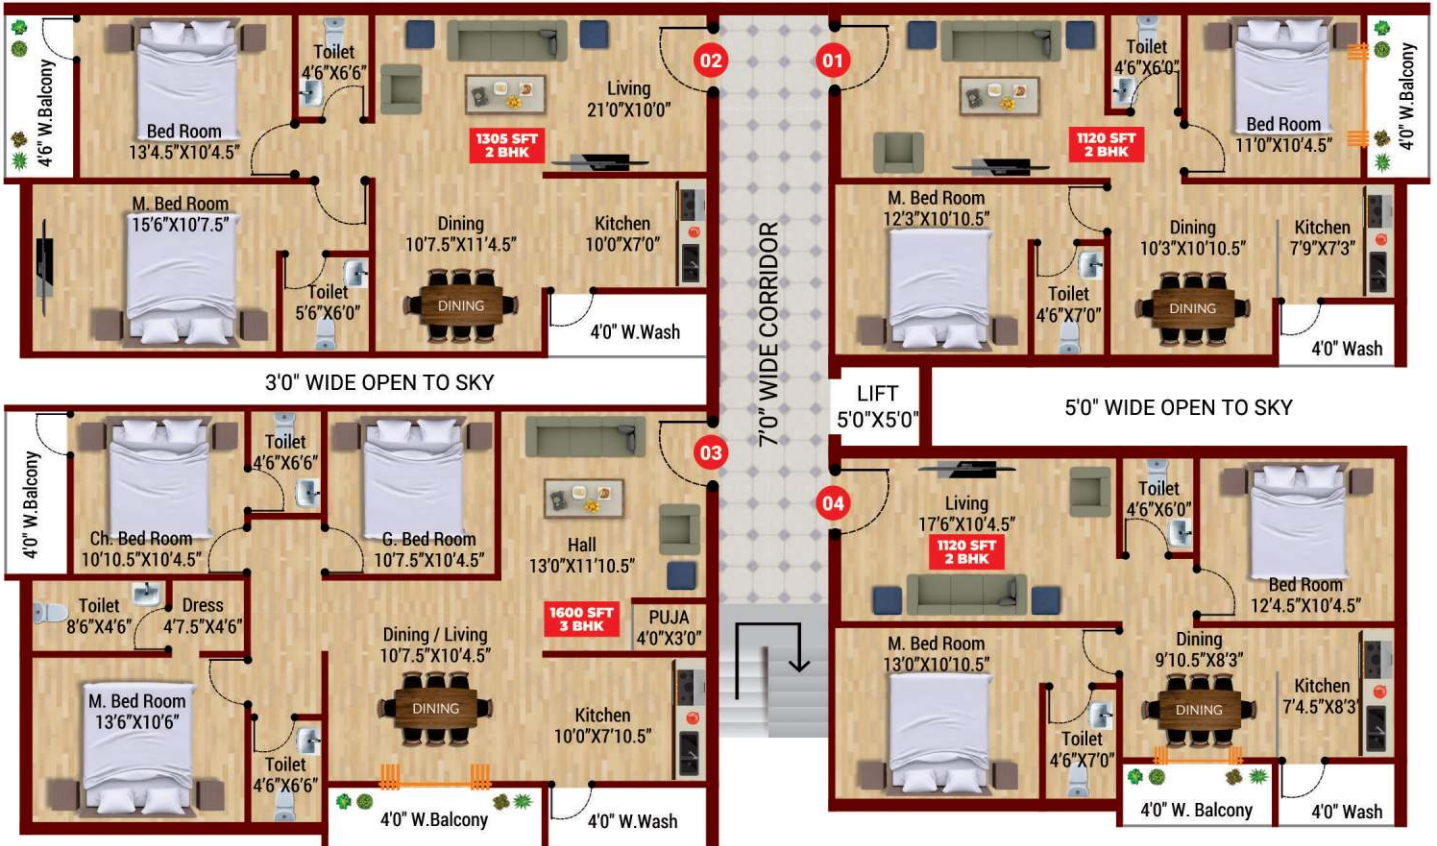 4'6" W.Balcony
Bed Room
13'4.5"X10'4.5"
Toilet
4'6"X6'6"
Living
21'0"X10'0"
1305 SFT
2 BHK
02
M. Bed Room
15'6"X10'7.5"
Toilet
5'6"X6'0"
Dining
10'7.5"X11'4.5"
DINING
Kitchen
10'0"X7'0"
4'0" W.Wash
3'0" WIDE OPEN TO SKY
7'0" WIDE CORRIDOR
01
Toilet
4'6"X6'0"
1120 SFT
2 BHK
Bed Room
11'0"X10'4.5"
4'0" W.Balcony
M. Bed Room
12'3"X10'10.5"
Toilet
4'6"X7'0"
Dining
10'3"X10'10.5"
DINING
Kitchen
7'9"X7'3"
4'0" Wash
LIFT
5'0"X5'0"
5'0" WIDE OPEN TO SKY
4'0" W.Balcony
Ch. Bed Room
10'10.5"X10'4.5"
Toilet
4'6"X6'6"
G. Bed Room
10'7.5"X10'4.5"
Hall
13'0"X11'10.5"
03
Toilet
8'6"X4'6"
Dress
4'7.5"X4'6"
1600 SFT
3 BHK
PUJA
4'0"X3'0"
Dining / Living
10'7.5"X10'4.5"
DINING
M. Bed Room
13'6"X10'6"
Toilet
4'6"X6'6"
Kitchen
10'0"X7'10.5"
4'0" W.Balcony
4'0" W.Wash
04
Living
17'6"X10'4.5"
1120 SFT
2 BHK
Toilet
4'6"X6'0"
Bed Room
12'4.5"X10'4.5"
M. Bed Room
13'0"X10'10.5"
Toilet
4'6"X7'0"
Dining
9'10.5"X8'3"
DINING
Kitchen
7'4.5"X8'3"
4'0" W. Balcony
4'0" Wash